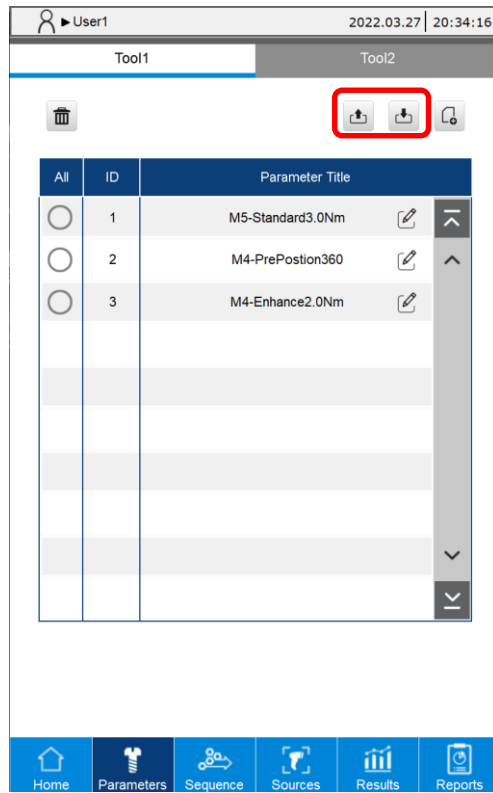 ►User1 2022.03.27 20:34:16
Tool1 Tool2
All ID Parameter Title
1 M5-Standard3.0Nm
2 M4-PrePostion360
3 M4-Enhance2.0Nm
Home Parameters Sequence Sources Results Reports